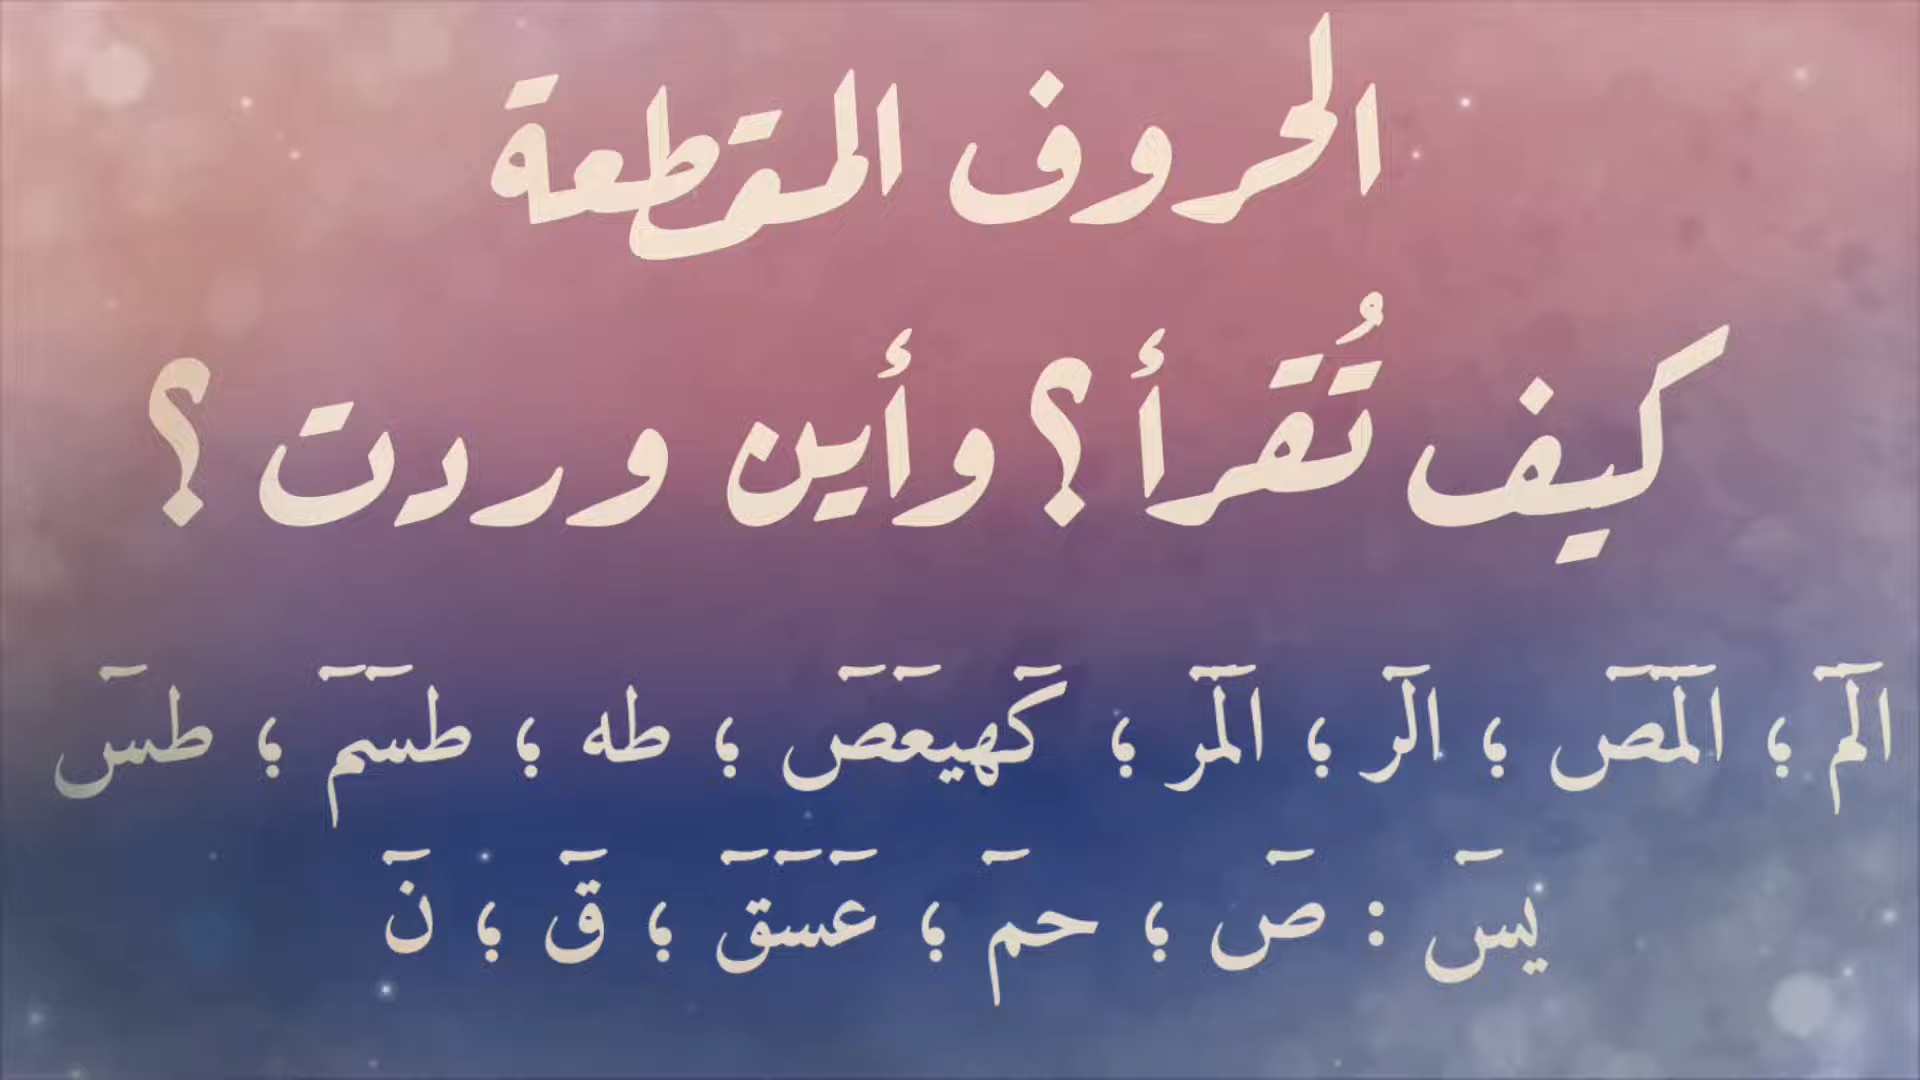 الحروف المقطعة
كيف تُقرأ؟ وأين وردت؟
الٓمٓ ؛ الٓمٓصٓ ؛ الٓر ؛ الٓمٓر ؛ كٓهيعٓصٓ ؛ طه ؛ طسٓمٓ ؛ طسٓ
يسٓ : صٓ ؛ حمٓ ؛ عٓسٓقٓ ؛ قٓ ؛ نٓ